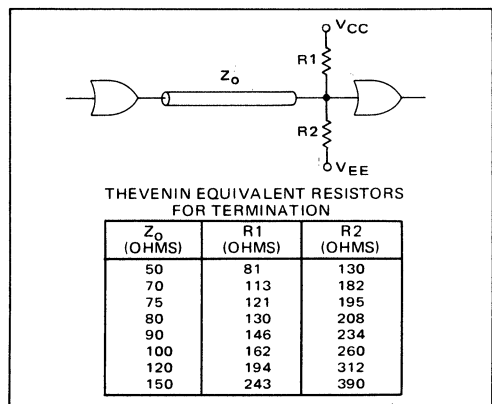 VCC
R1
Zo
R2
VEE
THEVENIN EQUIVALENT RESISTORS
FOR TERMINATION
Zo R1 R2
(OHMS) (OHMS) (OHMS)
50 81 130
70 113 182
75 121 195
80 130 208
90 146 234
100 162 260
120 194 312
150 243 390